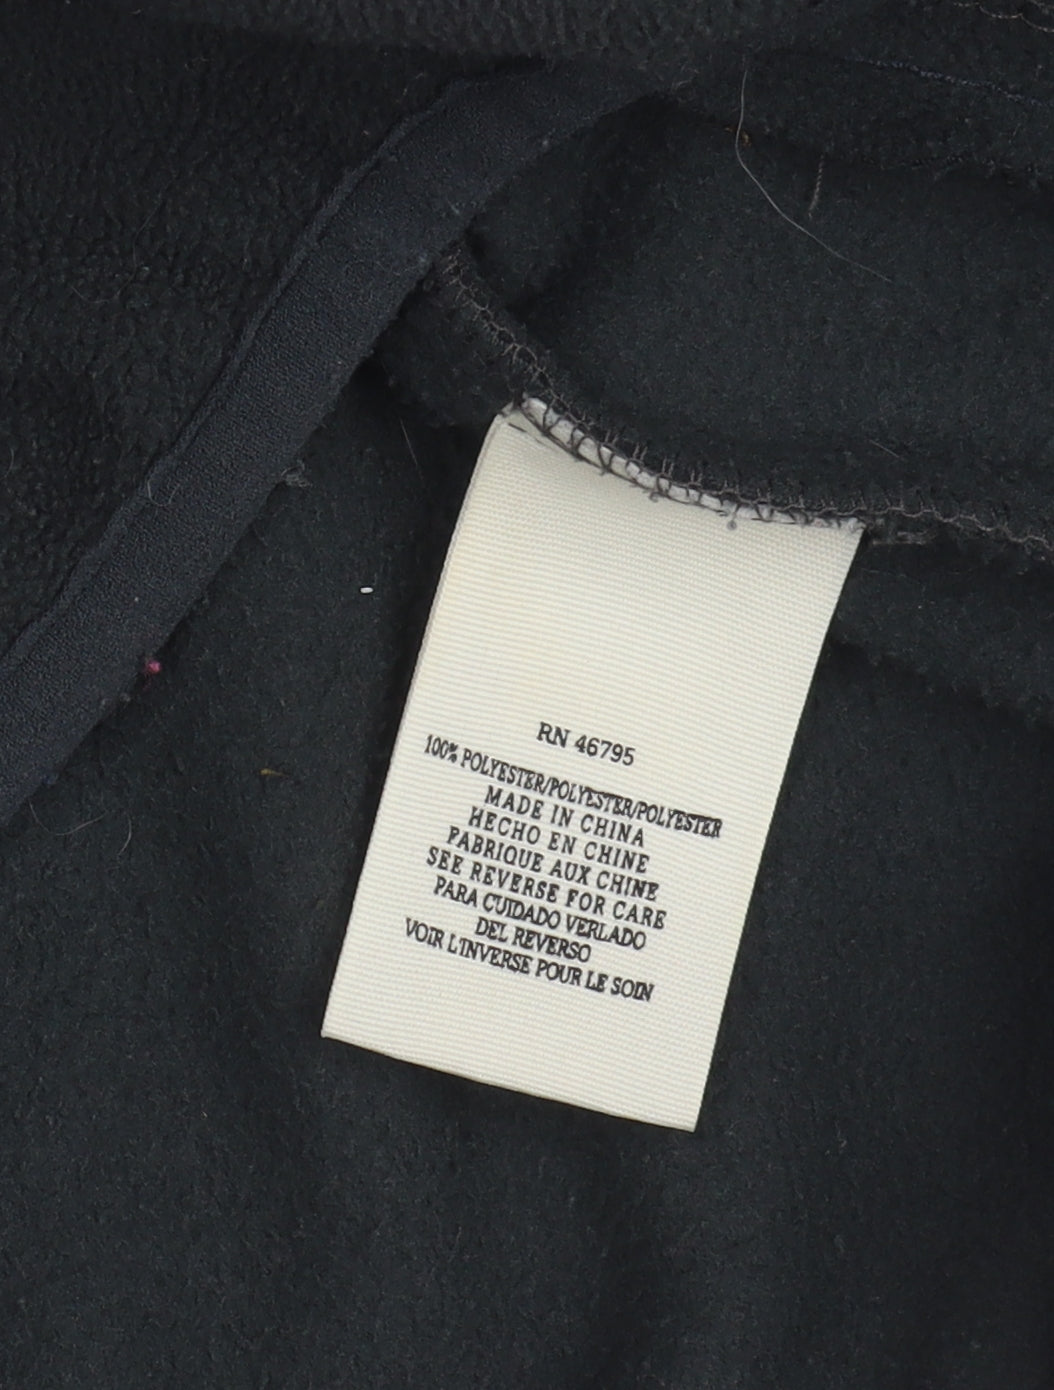 RN 46795
100% POLYESTER/POLYESTER/POLYESTER
MADE IN CHINA
HECHO EN CHINE
FABRIQUE AUX CHINE
SEE REVERSE FOR CARE
PARA CUIDADO VERLADO
DEL REVERSO
VOIR L'INVERSE POUR LE SOIN